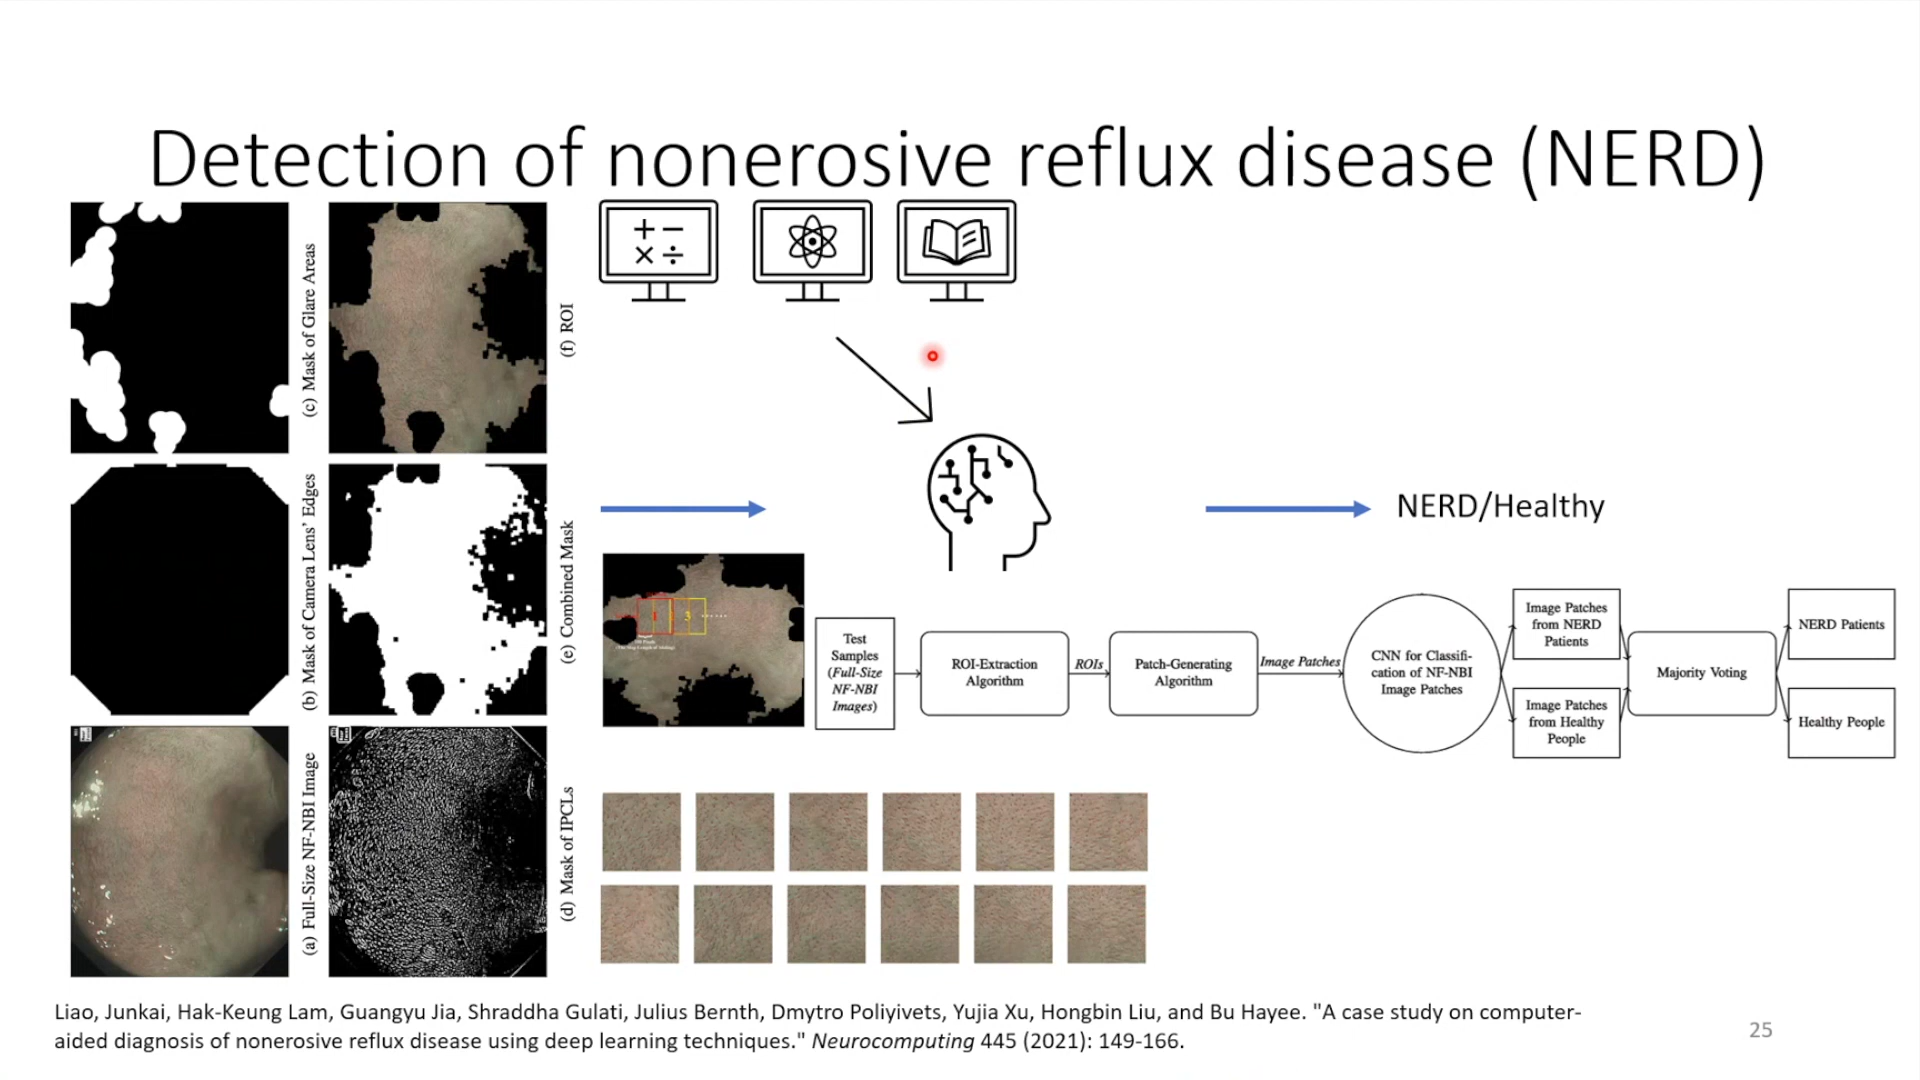 Detection of nonerosive reflux disease (NERD)
(c) Mask of Glare Areas
(f) ROI
(b) Mask of Camera Lens' Edges
(e) Combined Mask
(a) Full-Size NF-NBI Image
(d) Mask of IPCLs
NERD/Healthy
1
3
Test
Samples
(Full-Size
NF-NBI
Images)
ROI-Extraction
Algorithm
ROIs
Patch-Generating
Algorithm
Image Patches
CNN for Classifi-
cation of NF-NBI
Image Patches
Image Patches
from NERD
Patients
Image Patches
from Healthy
People
Majority Voting
NERD Patients
Healthy People
Liao, Junkai, Hak-Keung Lam, Guangyu Jia, Shraddha Gulati, Julius Bernth, Dmytro Poliyivets, Yujia Xu, Hongbin Liu, and Bu Hayee. "A case study on computer-
aided diagnosis of nonerosive reflux disease using deep learning techniques." Neurocomputing 445 (2021): 149-166.
25